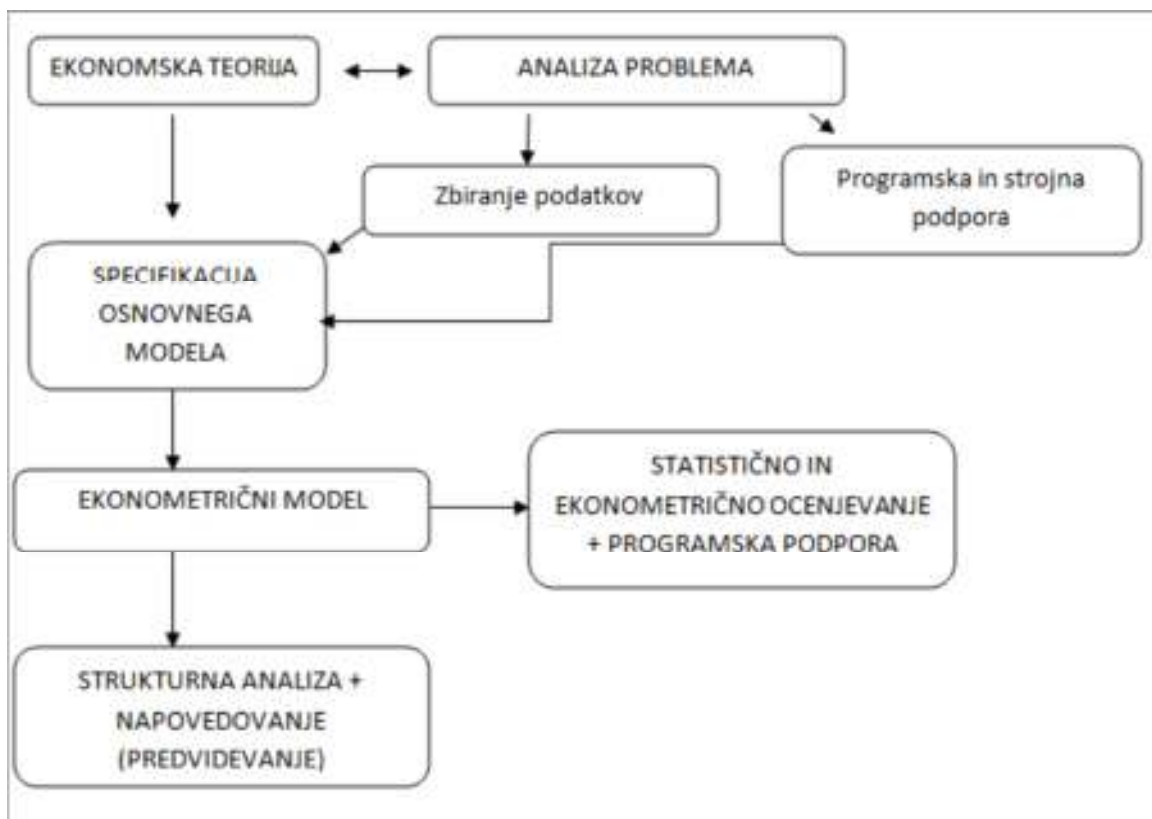 EKONOMSKA TEORIJA
ANALIZA PROBLEMA
Zbiranje podatkov
Programska in strojna
podpora
SPECIFIKACIJA
OSNOVNEGA
MODELA
EKONOMETRIČNI MODEL
STATISTIČNO IN
EKONOMETRIČNO OCENJEVANJE
+ PROGRAMSKA PODPORA
STRUKTURNA ANALIZA +
NAPOVEDOVANJE
(PREDVIDEVANJE)